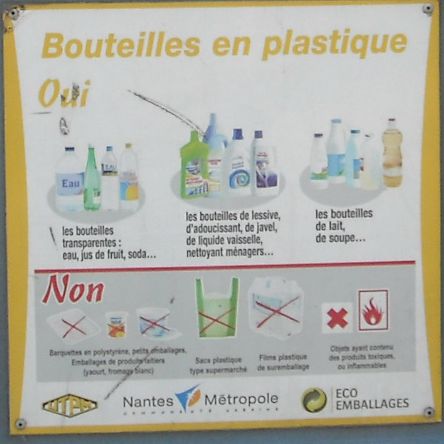 Bouteilles en plastique
Oui
Eau
les bouteilles
transparentes :
eau, jus de fruit, soda...
les bouteilles de lessive,
d'adoucissant, de javel,
de liquide vaisselle,
nettoyant ménagers...
les bouteilles
de lait,
de soupe...
Non
Barquettes en polystyrène, petits emballages,
Emballages de produits laitiers
(yaourt, fromage blanc)
Sacs plastique
type supermarché
Films plastique
de suremballage
Objets ayant contenu
des produits toxiques,
ou inflammables
Nantes Métropole
COMMUNAUTÉ URBAINE
ECO
EMBALLAGES